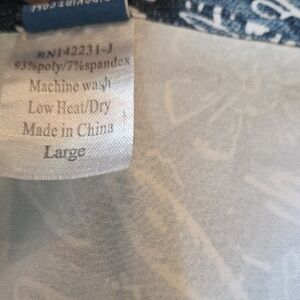 RN142231-J
93%poly/7%spandex
Machine wash
Low Heat/Dry
Made in China
Large